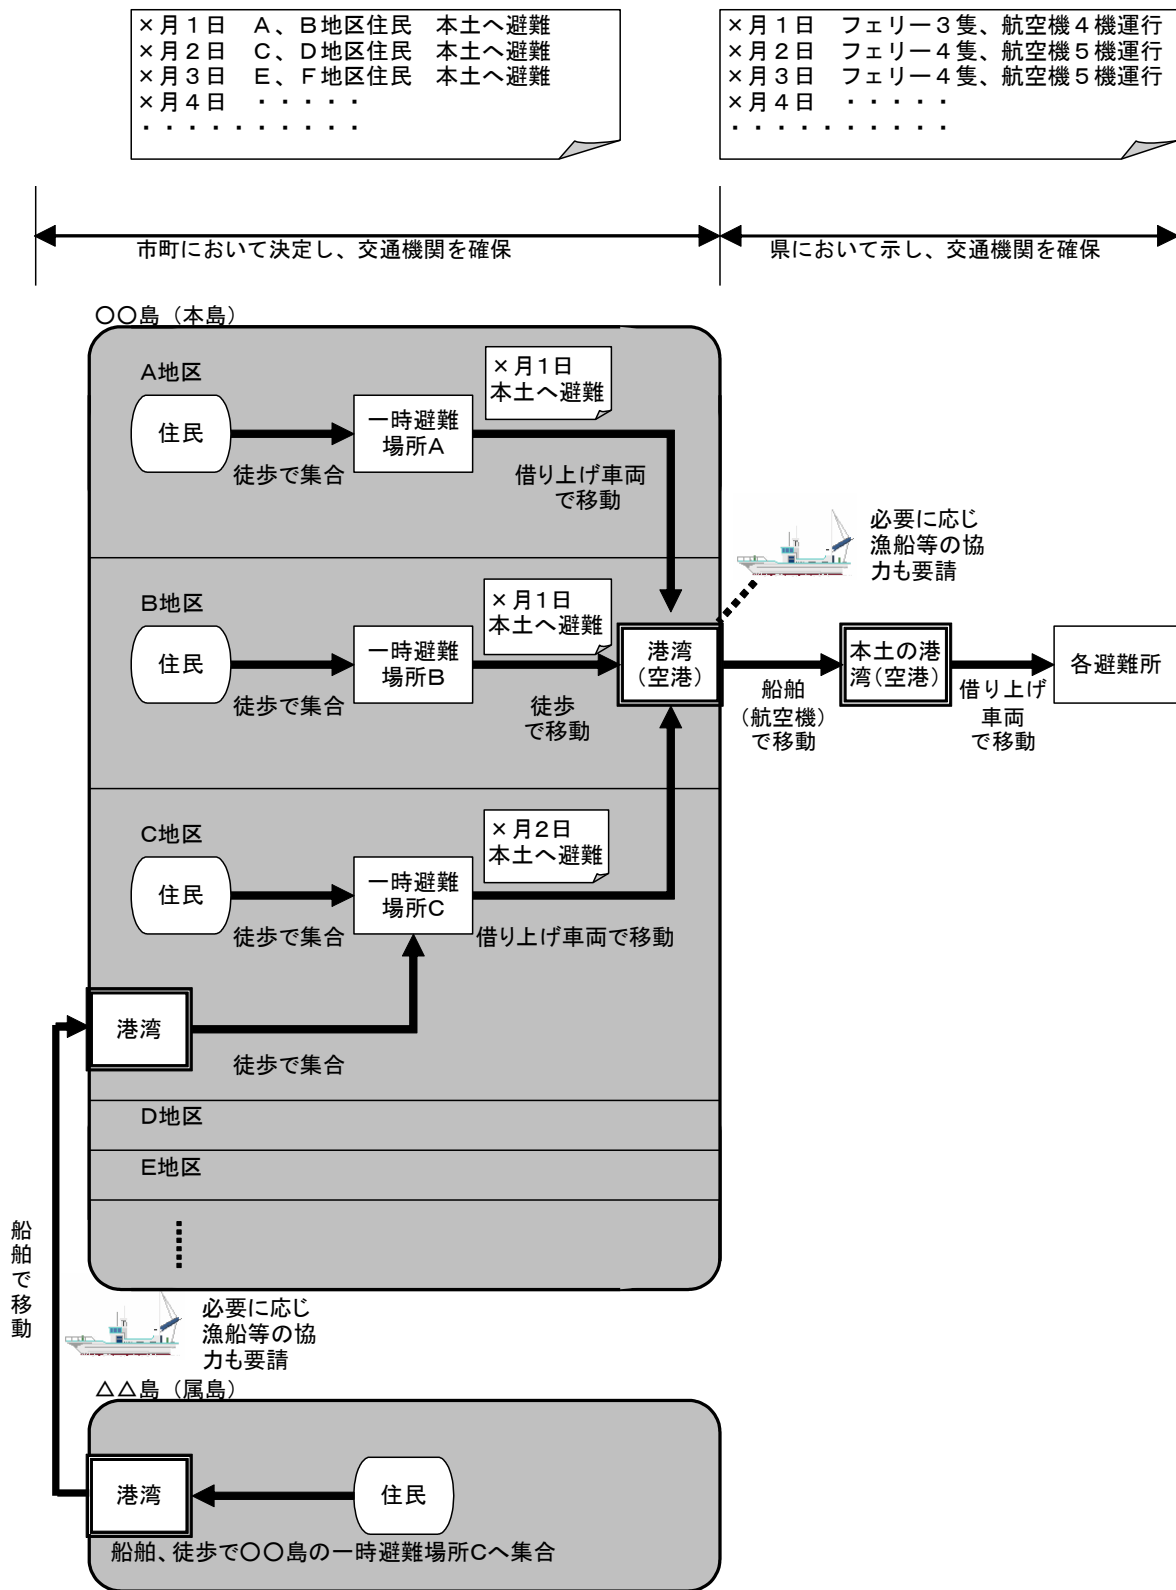 ×月１日　A、B地区住民　本土へ避難
×月２日　C、D地区住民　本土へ避難
×月３日　E、F地区住民　本土へ避難
×月４日　・・・・・
・・・・・・・・・・
×月１日　フェリー３隻、航空機４機運行
×月２日　フェリー４隻、航空機５機運行
×月３日　フェリー４隻、航空機５機運行
×月４日　・・・・・
・・・・・・・・・・
市町において決定し、交通機関を確保
県において示し、交通機関を確保
〇〇島（本島）
A地区
住民
徒歩で集合
一時避難
場所A
×月1日
本土へ避難
借り上げ車両
で移動
必要に応じ
漁船等の協
力も要請
B地区
住民
徒歩で集合
一時避難
場所B
×月1日
本土へ避難
徒歩
で移動
港湾
（空港）
船舶
（航空機）
で移動
本土の港
湾（空港）
借り上げ
車両
で移動
各避難所
C地区
住民
徒歩で集合
一時避難
場所C
×月2日
本土へ避難
借り上げ車両で移動
港湾
徒歩で集合
D地区
E地区
船舶で移動
必要に応じ
漁船等の協
力も要請
△△島（属島）
港湾
住民
船舶、徒歩で〇〇島の一時避難場所Cへ集合